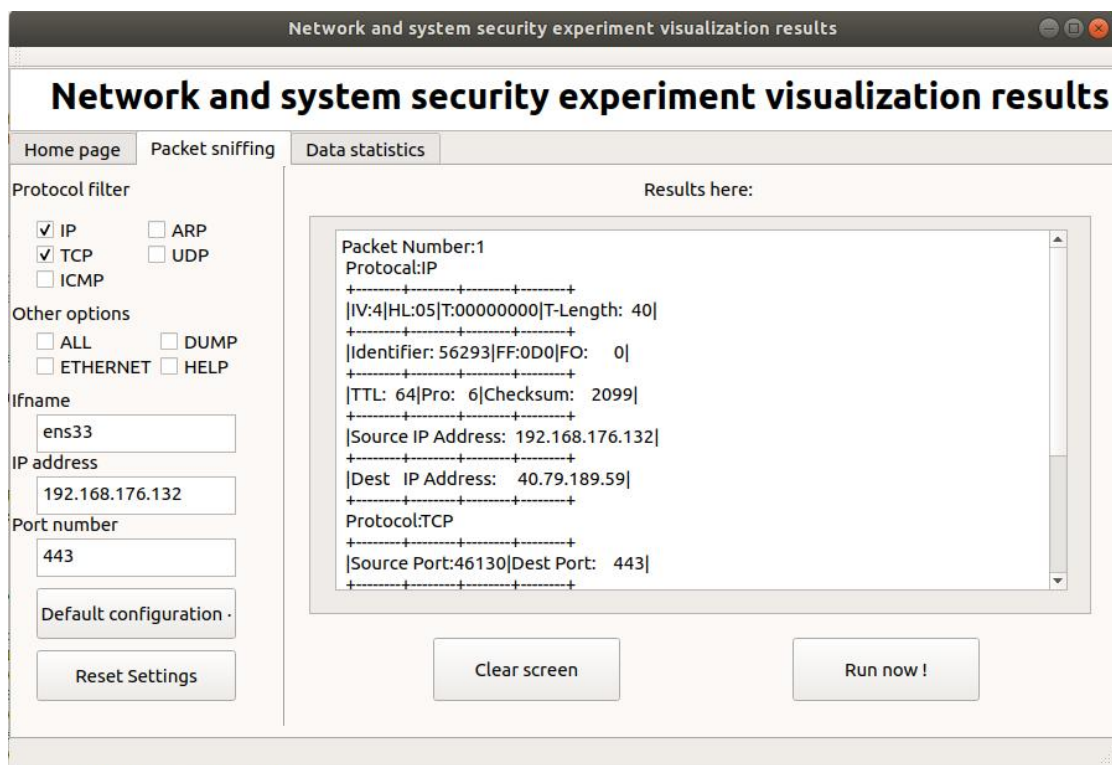 Network and system security experiment visualization results
Network and system security experiment visualization results
Home page Packet sniffing Data statistics
Protocol filter
IP ARP
TCP UDP
ICMP
Other options
ALL DUMP
ETHERNET HELP
Ifname
ens33
IP address
192.168.176.132
Port number
443
Default configuration ·
Reset Settings
Results here:
Packet Number:1
Protocal:IP
+--------+--------+--------+--------+
|IV:4|HL:05|T:00000000|T-Length: 40|
+--------+--------+--------+--------+
|Identifier: 56293|FF:0D0|FO: 0|
+--------+--------+--------+--------+
|TTL: 64|Pro: 6|Checksum: 2099|
+--------+--------+--------+--------+
|Source IP Address: 192.168.176.132|
+--------+--------+--------+--------+
|Dest IP Address: 40.79.189.59|
+--------+--------+--------+--------+
Protocol:TCP
+--------+--------+--------+--------+
|Source Port:46130|Dest Port: 443|
+--------+--------+--------+--------+
Clear screen Run now !